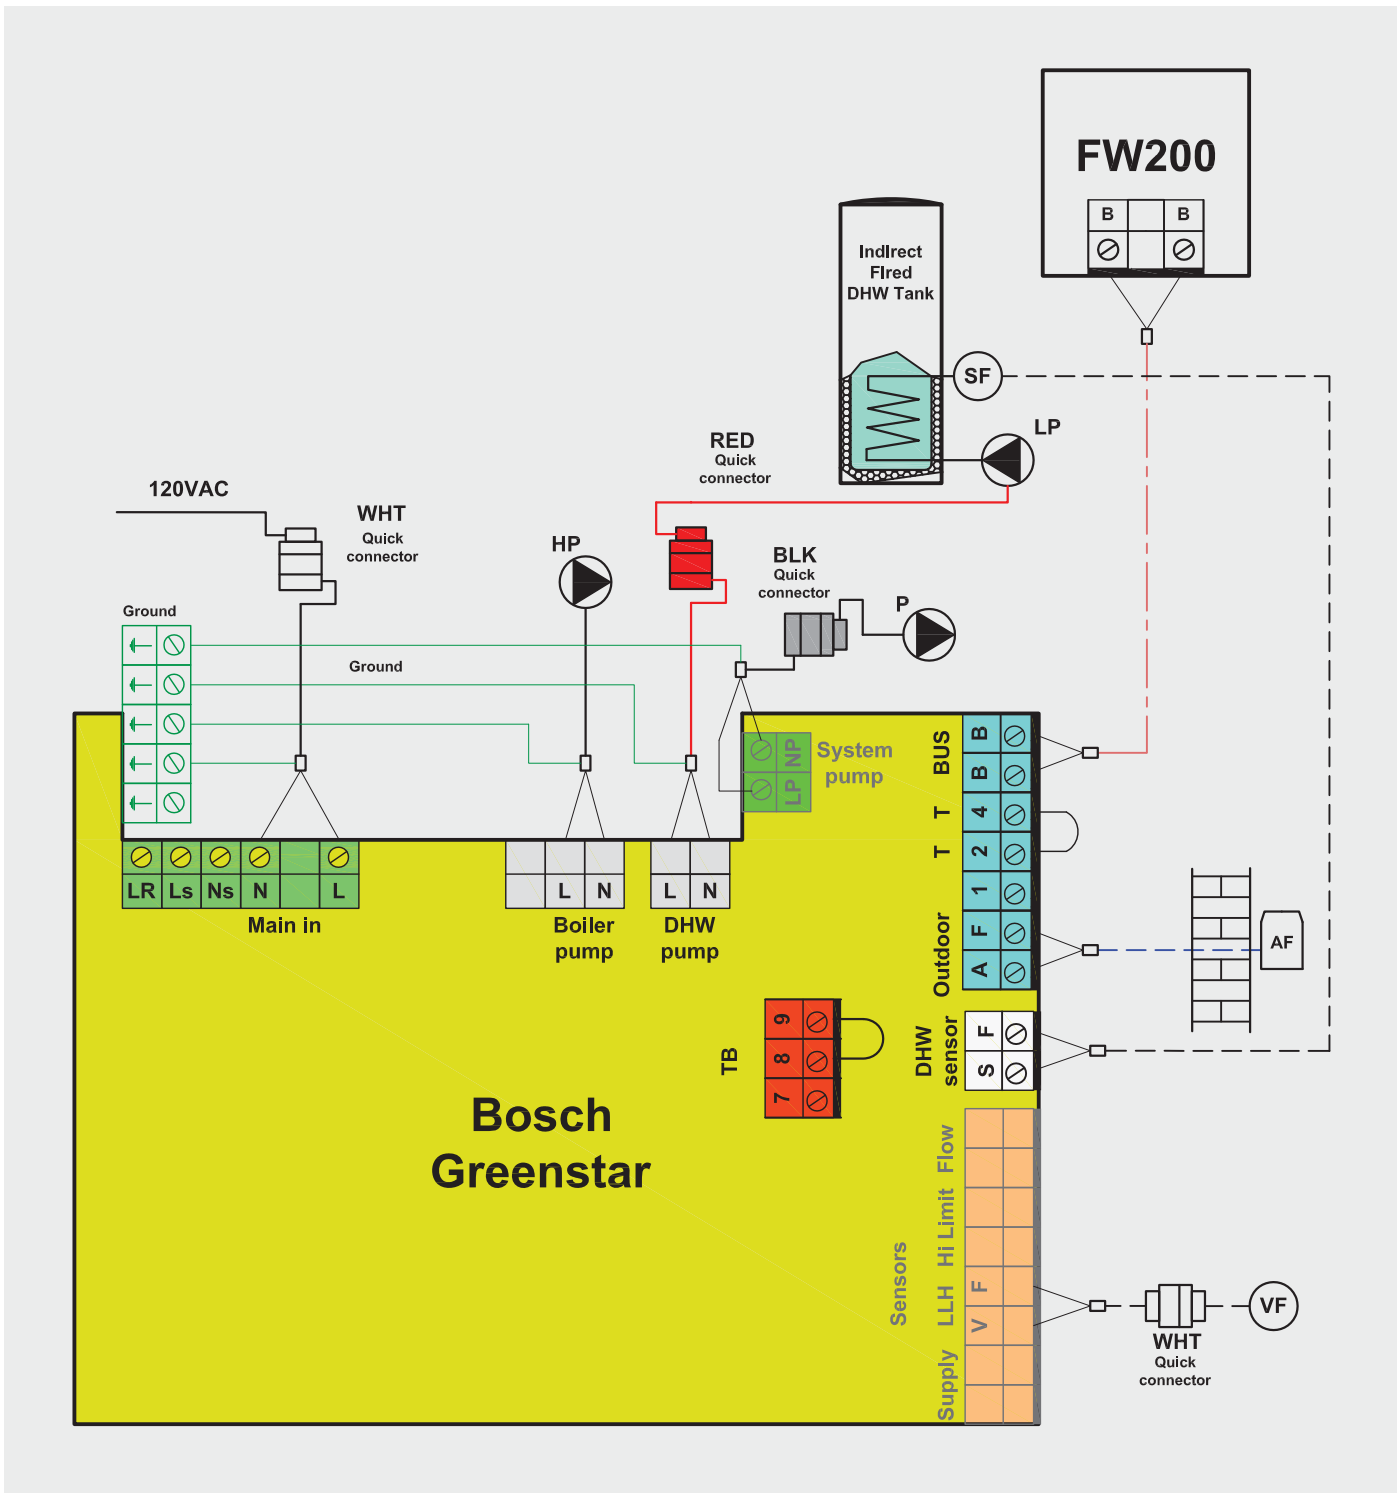 FW200
B B
IndIrect
FIred
DHW Tank
SF
LP
RED
Quick
connector
120VAC
WHT
Quick
connector
HP
BLK
Quick
connector
P
Ground
Ground
System
pump
NP
LP
BUS
B
B
T
4
T
2
1
Outdoor
F
A
LR Ls Ns N L
Main in
L N
Boiler
pump
L N
DHW
pump
AF
TB
9
8
7
DHW
sensor
F
S
Bosch
Greenstar
Sensors
Flow
Hi Limit
LLH
F
V
Supply
VF
WHT
Quick
connector